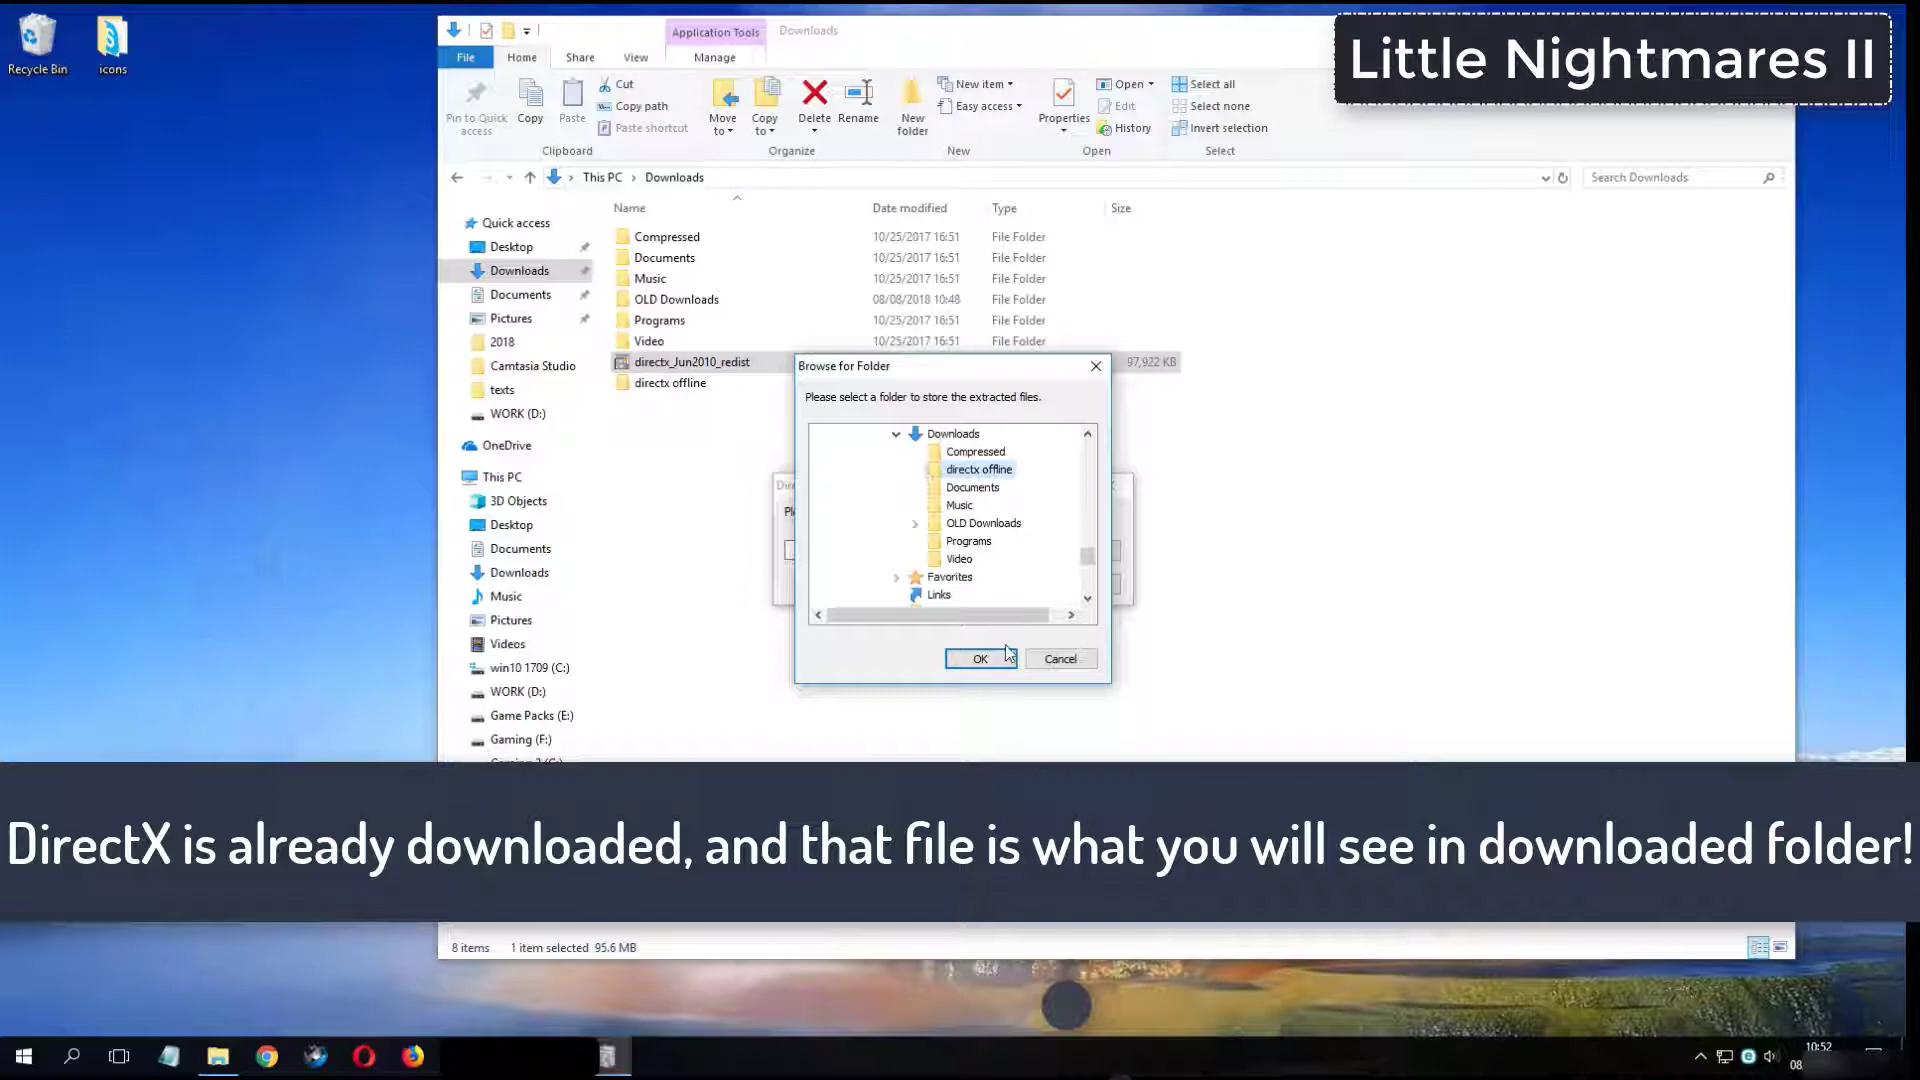 Recycle Bin
icons
Application Tools
Downloads
File
Home
Share
View
Manage
Little Nightmares II
Pin to Quick access
Copy
Paste
Cut
Copy path
Paste shortcut
Clipboard
Move to
Copy to
Delete
Rename
Organize
New folder
New item
Easy access
New
Properties
Open
Edit
History
Open
Select all
Select none
Invert selection
Select
This PC > Downloads
Search Downloads
Name
Date modified
Type
Size
Quick access
Desktop
Downloads
Documents
Pictures
2018
Camtasia Studio
texts
WORK (D:)
OneDrive
This PC
3D Objects
Desktop
Documents
Downloads
Music
Pictures
Videos
win10 1709 (C:)
WORK (D:)
Game Packs (E:)
Gaming (F:)
Compressed 10/25/2017 16:51 File Folder
Documents 10/25/2017 16:51 File Folder
Music 10/25/2017 16:51 File Folder
OLD Downloads 08/08/2018 10:48 File Folder
Programs 10/25/2017 16:51 File Folder
Video 10/25/2017 16:51 File Folder
directx_Jun2010_redist 97,922 KB
directx offline
Browse for Folder
Please select a folder to store the extracted files.
Downloads
Compressed
directx offline
Documents
Music
OLD Downloads
Programs
Video
Favorites
Links
OK
Cancel
DirectX is already downloaded, and that file is what you will see in downloaded folder!
8 items 1 item selected 95.6 MB
10:52
08